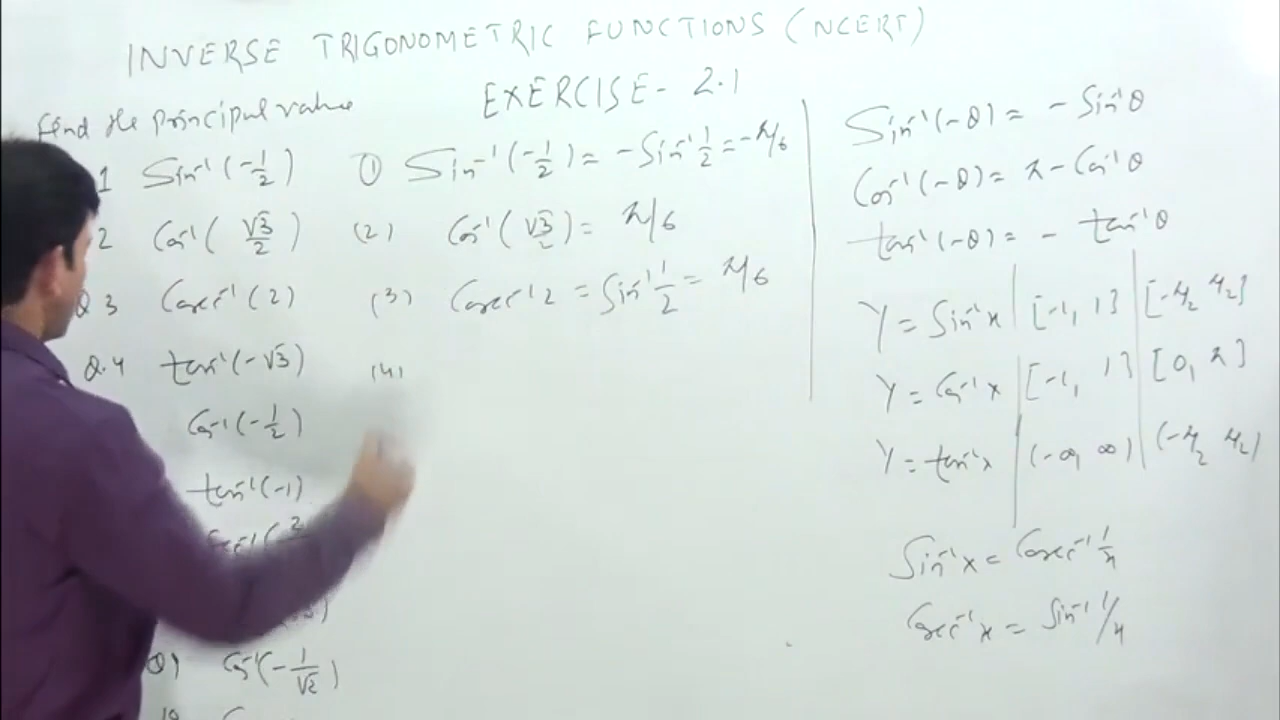 INVERSE TRIGONOMETRIC FUNCTIONS (NCERT)
EXERCISE - 2.1
Find the principal value
1 Sin⁻¹(-1/2)
2 Cos⁻¹(√3/2)
Q 3 Cosec⁻¹(2)
Q.4 tan⁻¹(-√3)
Cos⁻¹(-1/2)
tan⁻¹(-1)
Cos⁻¹(-1/√2)
(1) Sin⁻¹(-1/2) = -Sin⁻¹ 1/2 = -π/6
(2) Cos⁻¹(√3/2) = π/6
(3) Cosec⁻¹2 = Sin⁻¹ 1/2 = π/6
(4)
Sin⁻¹(-θ) = -Sin⁻¹θ
Cos⁻¹(-θ) = π - Cos⁻¹θ
tan⁻¹(-θ) = - tan⁻¹θ
Y = Sin⁻¹x | [-1, 1] | [-π/2 π/2]
Y = Cos⁻¹x | [-1, 1] | [0, π]
Y = tan⁻¹x | (-∞, ∞) | (-π/2 π/2)
Sin⁻¹x = Cosec⁻¹ 1/x
Cosec⁻¹x = Sin⁻¹ 1/x